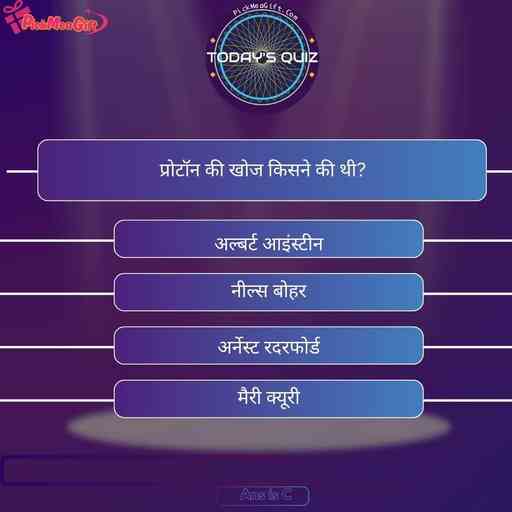 PickMeaGift.Com
PickMeaGift
TODAY'S QUIZ
प्रोटॉन की खोज किसने की थी?
अल्बर्ट आइंस्टीन
नील्स बोहर
अर्नेस्ट रदरफोर्ड
मैरी क्यूरी
Ans is C